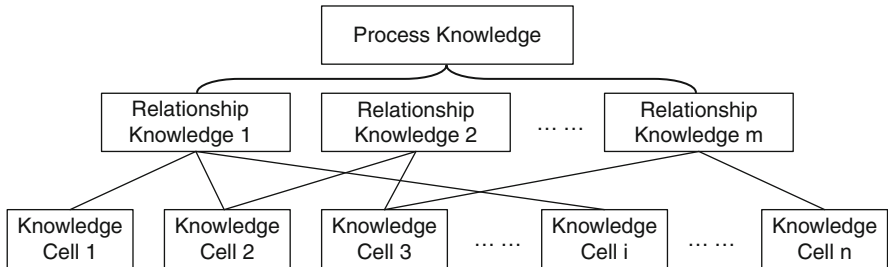 Process Knowledge
Relationship
Knowledge 1
Relationship
Knowledge 2
... ...
Relationship
Knowledge m
Knowledge
Cell 1
Knowledge
Cell 2
Knowledge
Cell 3
... ...
Knowledge
Cell i
... ...
Knowledge
Cell n